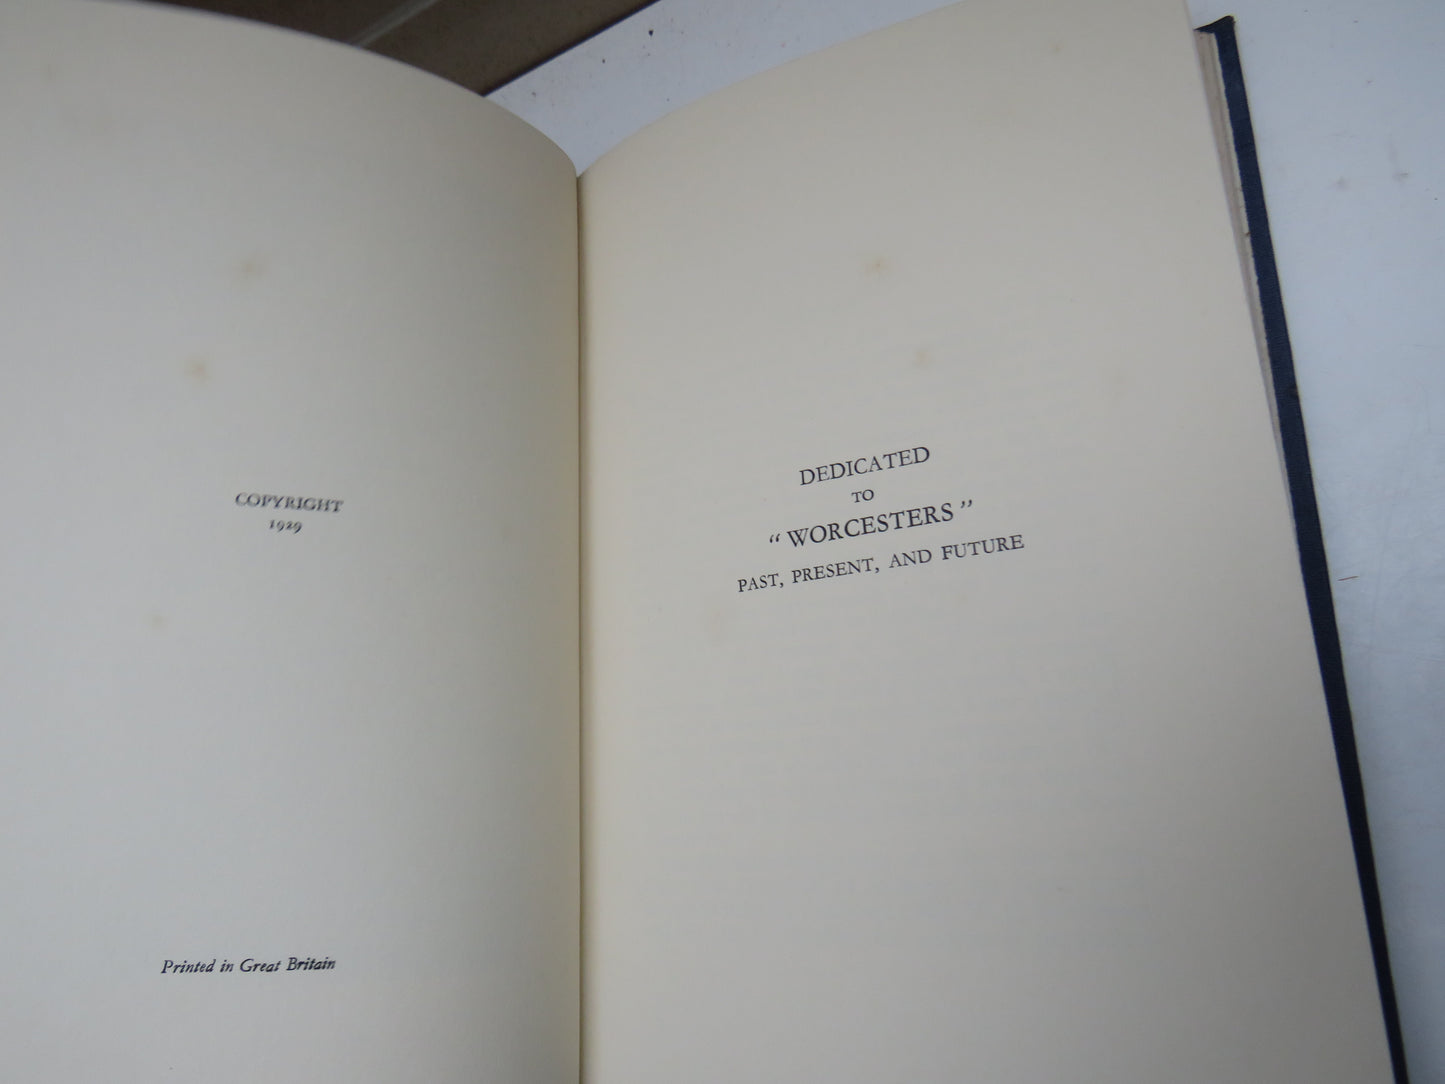 COPYRIGHT
1929
Printed in Great Britain
DEDICATED
TO
“WORCESTERS”
PAST, PRESENT, AND FUTURE